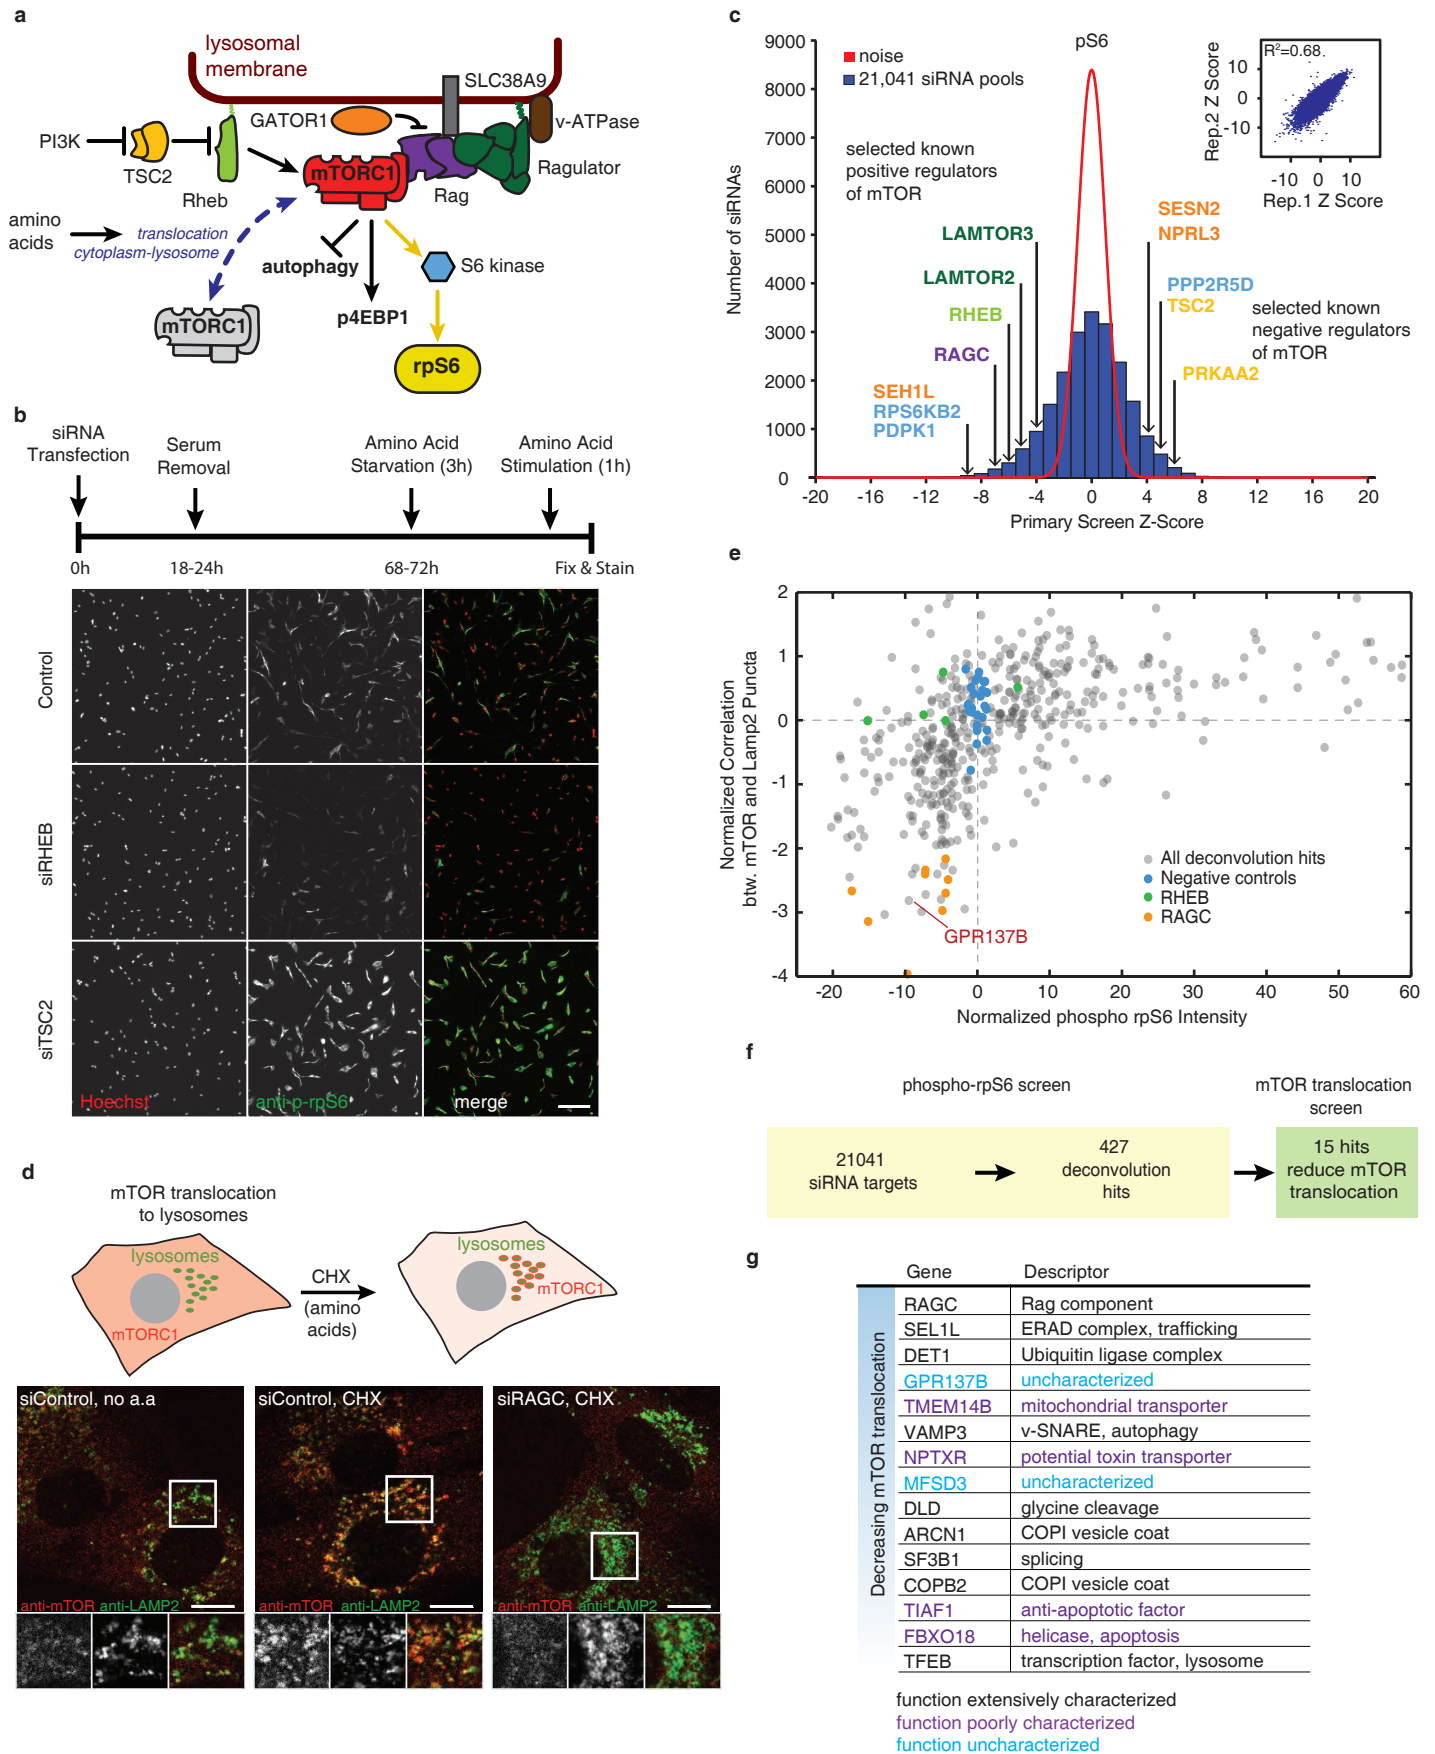 a
lysosomal
membrane
SLC38A9
GATOR1
v-ATPase
PI3K
TSC2
mTORC1
Ragulator
Rheb
Rag
amino
acids
translocation
cytoplasm-lysosome
autophagy
S6 kinase
mTORC1
p4EBP1
rpS6
b
siRNA
Transfection
Serum
Removal
Amino Acid
Starvation (3h)
Amino Acid
Stimulation (1h)
0h
18-24h
68-72h
Fix & Stain
Control
siRHEB
siTSC2
Hoechst
anti-p-rpS6
merge
c
pS6
noise
21,041 siRNA pools
Number of siRNAs
9000
8000
7000
6000
5000
4000
3000
2000
1000
0
selected known
positive regulators
of mTOR
LAMTOR3
LAMTOR2
RHEB
RAGC
SEH1L
RPS6KB2
PDPK1
SESN2
NPRL3
PPP2R5D
TSC2
PRKAA2
selected known
negative regulators
of mTOR
-20 -16 -12 -8 -4 0 4 8 12 16 20
Primary Screen Z-Score
R²=0.68.
Rep.2 Z Score
10
0
-10
-10 0 10
Rep.1 Z Score
d
mTOR translocation
to lysosomes
lysosomes
mTORC1
CHX
(amino
acids)
lysosomes
mTORC1
siControl, no a.a
siControl, CHX
siRAGC, CHX
anti-mTOR anti-LAMP2
anti-mTOR anti-LAMP2
anti-mTOR anti-LAMP2
e
Normalized Correlation
btw. mTOR and Lamp2 Puncta
2
1
0
-1
-2
-3
-4
All deconvolution hits
Negative controls
RHEB
RAGC
GPR137B
-20 -10 0 10 20 30 40 50 60
Normalized phospho rpS6 Intensity
f
phospho-rpS6 screen
mTOR translocation
screen
21041
siRNA targets
427
deconvolution
hits
15 hits
reduce mTOR
translocation
g
Decreasing mTOR translocation
Gene Descriptor
RAGC Rag component
SEL1L ERAD complex, trafficking
DET1 Ubiquitin ligase complex
GPR137B uncharacterized
TMEM14B mitochondrial transporter
VAMP3 v-SNARE, autophagy
NPTXR potential toxin transporter
MFSD3 uncharacterized
DLD glycine cleavage
ARCN1 COPI vesicle coat
SF3B1 splicing
COPB2 COPI vesicle coat
TIAF1 anti-apoptotic factor
FBXO18 helicase, apoptosis
TFEB transcription factor, lysosome
function extensively characterized
function poorly characterized
function uncharacterized